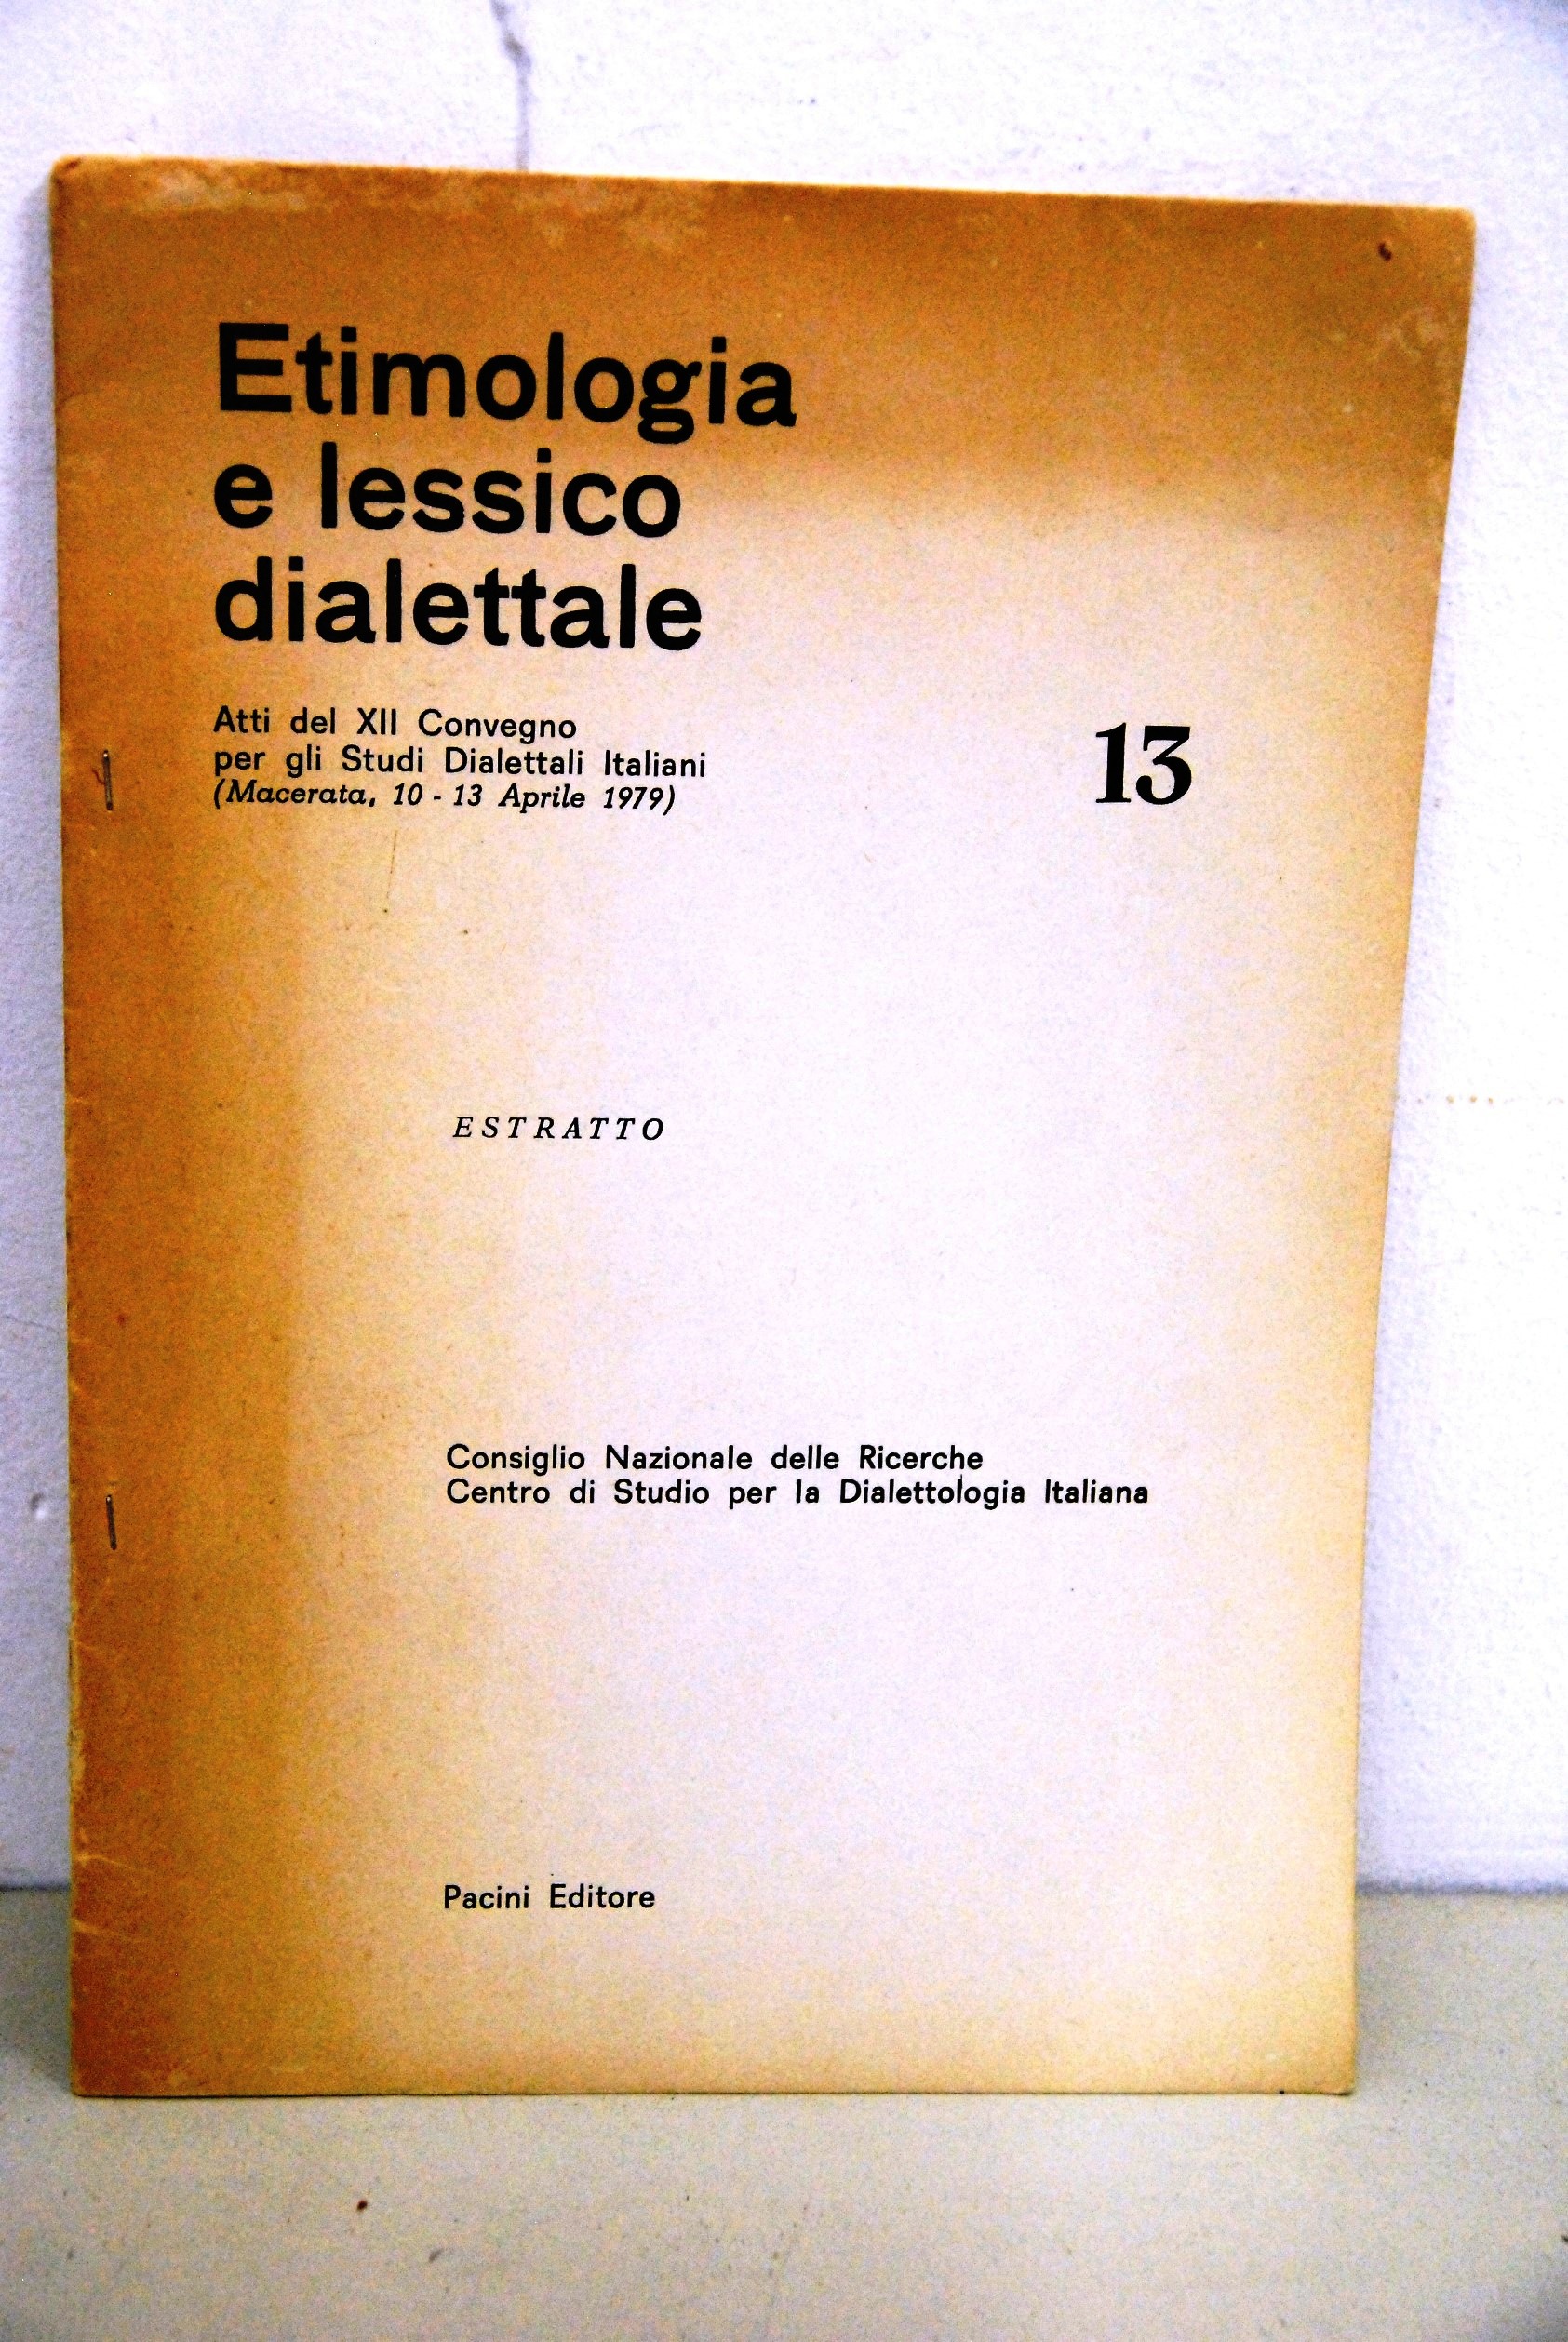 Etimologia
e lessico
dialettale
Atti del XII Convegno
per gli Studi Dialettali Italiani
(Macerata, 10 - 13 Aprile 1979)
13
ESTRATTO
Consiglio Nazionale delle Ricerche
Centro di Studio per la Dialettologia Italiana
Pacini Editore